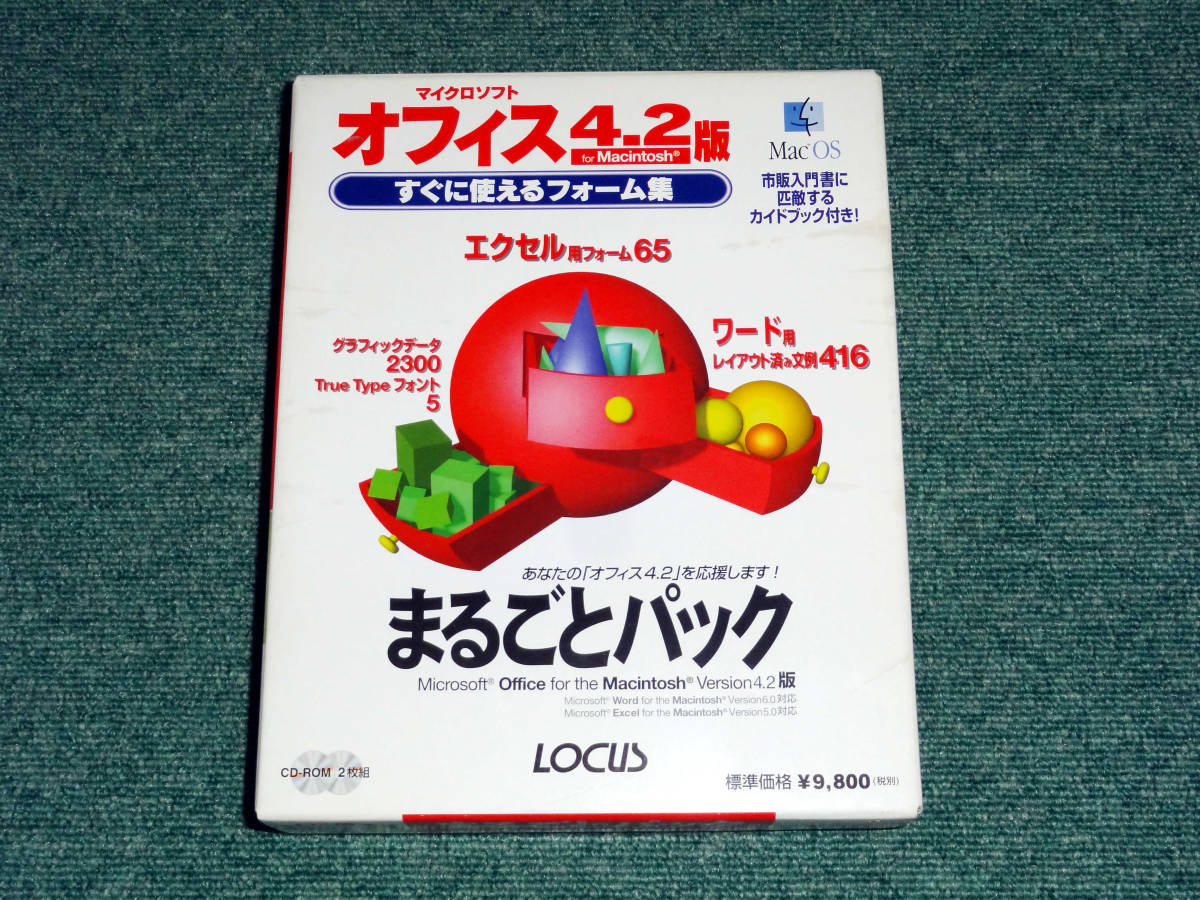 マイクロソフト
オフィス4.2版
for Macintosh®
すぐに使えるフォーム集
Mac™OS
市販入門書に
匹敵する
カイドブック付き!
エクセル用フォーム65
グラフィックデータ
2300
True Type フォント
5
ワード用
レイアウト済み文例416
あなたの「オフィス4.2」を応援します!
まるごとパック
Microsoft® Office for the Macintosh® Version4.2版
Microsoft® Word for the Macintosh® Version6.0対応
Microsoft® Excel for the Macintosh® Version5.0対応
CD-ROM 2枚組
LOCUS
標準価格 ¥9,800(税別)